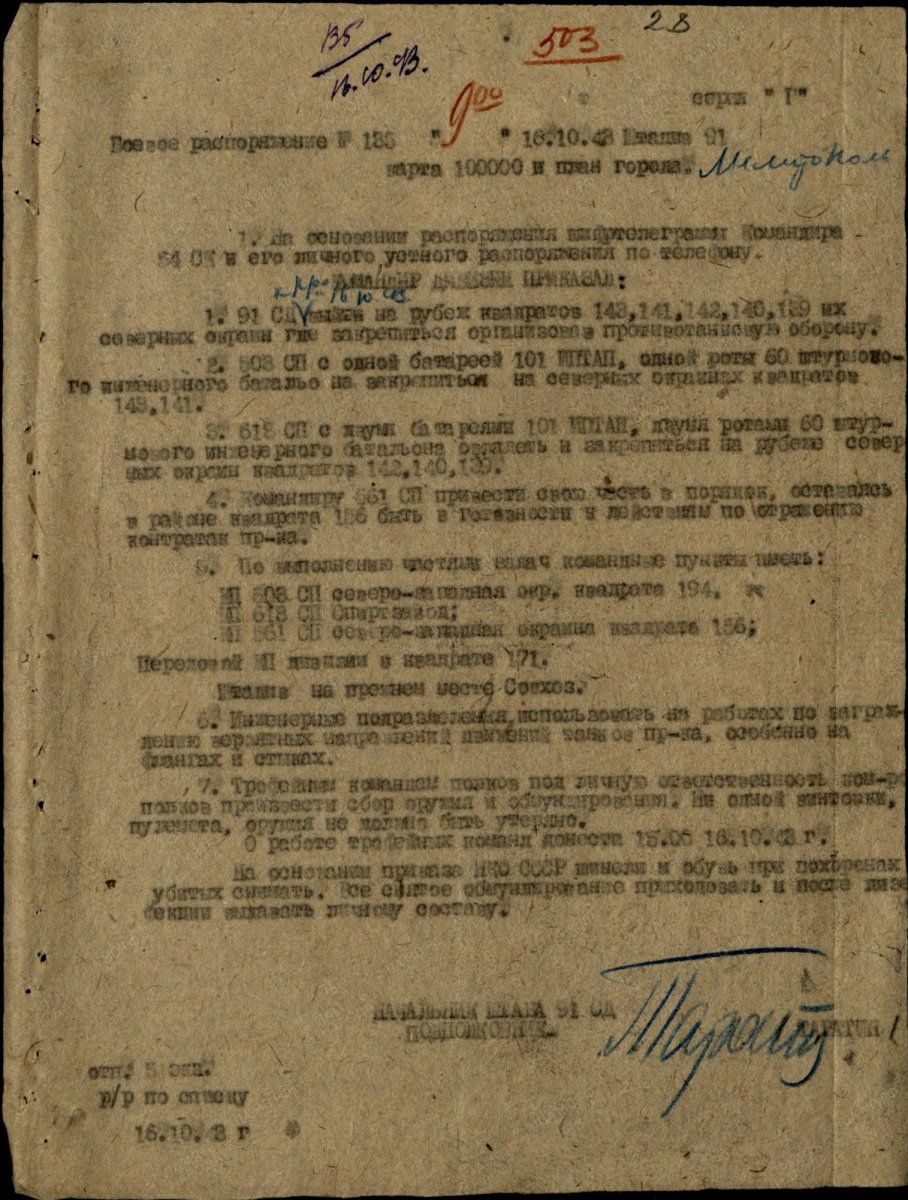 28
503
135
16.10.43.
9 00
серия "Г"
Боевое распоряжение № 133 " " 16.10.43 Штадив 91
карта 100000 и план города. Мелитополь
1. На основании распоряжения шифртелеграмм Командира
54 СК и его личного устного распоряжения по телефону.
КОМАНДИР ДИВИЗИИ ПРИКАЗАЛ:
16.10.43
1. 91 СД выйти на рубеж квадратов 143,141,142,140,139 их
северных окраин где закрепиться организовав противотанковую оборону.
2. 503 СП с одной батареей 101 ИПТАП, одной роты 60 штурмово-
го инженерного батальо на закрепиться на северных окраинах квадратов
143,141.
3. 613 СП с двумя батареями 101 ИПТАП, двумя ротами 60 штур-
мового инженерного батальона овладеть и закрепиться на рубеже север
ных окраин квадратов 142,140,139.
4. Командиру 561 СП привести свою часть в порядок, оставаясь
в районе квадрата 156 быть в готовности к действиям по отражению
контратак пр-ка.
5. По выполнению частями задач командные пункты иметь:
КП 503 СП северо-западная окр. квадрата 194.
КП 613 СП Спиртзавод;
КП 561 СП северо-западная окраина квадрата 156;
Передовой КП дивизии в квадрате 171.
Штадив на прежнем месте Совхоз.
6. Инженерные подразделения, использовать на работах по заграж-
дению вероятных направлений движений танков пр-ка, особенно на
флангах и стыках.
7. Трофейным командам полков под личную ответственность ком-ров
полков произвести сбор оружия и обмундирования. Ни одной винтовки,
пулемета, оружия не должно быть утеряно.
О работе трофейных команд донести 15.00 16.10.43 г.
На основании приказа НКО СССР шинели и обувь при похоронах
убитых снимать. Все снятое обмундирование приходовать и после дизе
фекции выдавать личному составу.
НАЧАЛЬНИК ШТАБА 91 СД
ПОДПОЛКОВНИК
отп. 5 экз.
р/р по списку
16.10.43 г